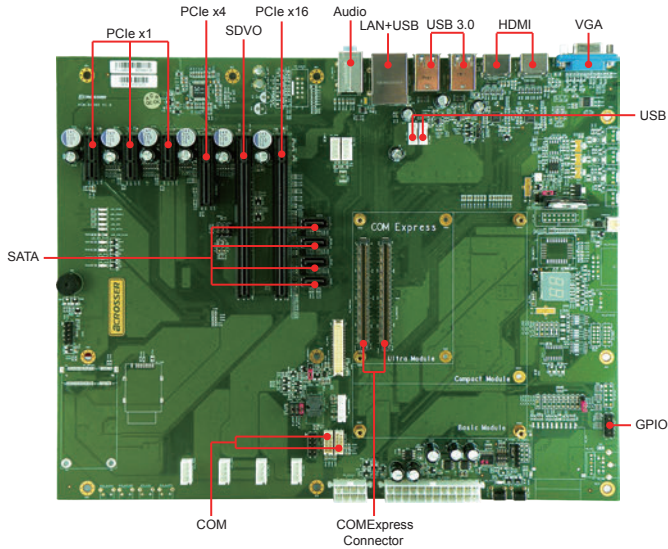 PCIe x4
PCIe x16
Audio
LAN+USB
USB 3.0
HDMI
VGA
PCIe x1
SDVO
USB
COM Express
SATA
ACROSSER
Ultra Module
Compact Module
Basic Module
GPIO
COM
COMExpress
Connector